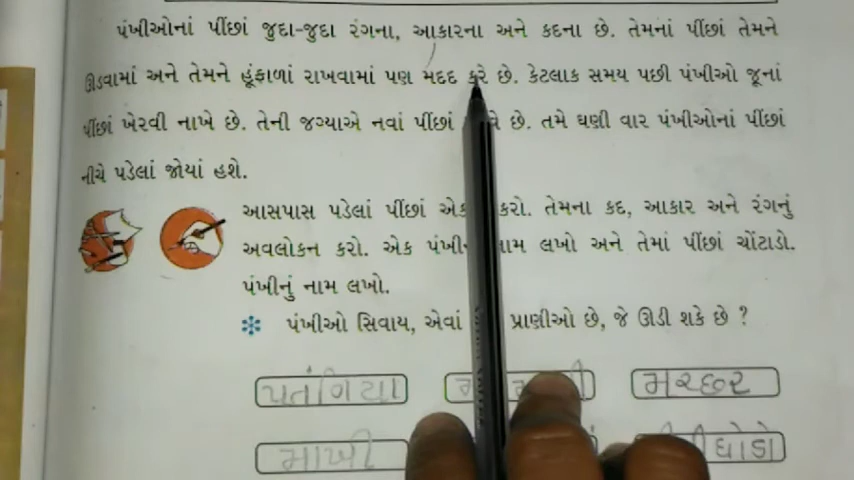 પંખીઓનાં પીંછાં જુદા-જુદા રંગના, આકારના અને કદના છે. તેમનાં પીંછાં તેમને
ઊડવામાં અને તેમને હૂંફાળાં રાખવામાં પણ મદદ કરે છે. કેટલાક સમય પછી પંખીઓ જૂનાં
પીંછાં ખેરવી નાખે છે. તેની જગ્યાએ નવાં પીંછાં છે. તમે ઘણી વાર પંખીઓનાં પીંછાં
નીચે પડેલાં જોયાં હશે.
આસપાસ પડેલાં પીંછાં કરો. તેમના કદ, આકાર અને રંગનું
અવલોકન કરો. એક નામ લખો અને તેમાં પીંછાં ચોંટાડો.
પંખીનું નામ લખો.
પંખીઓ સિવાય, એવાં પ્રાણીઓ છે, જે ઊડી શકે છે ?
પતંગિયા મચ્છર
માખી